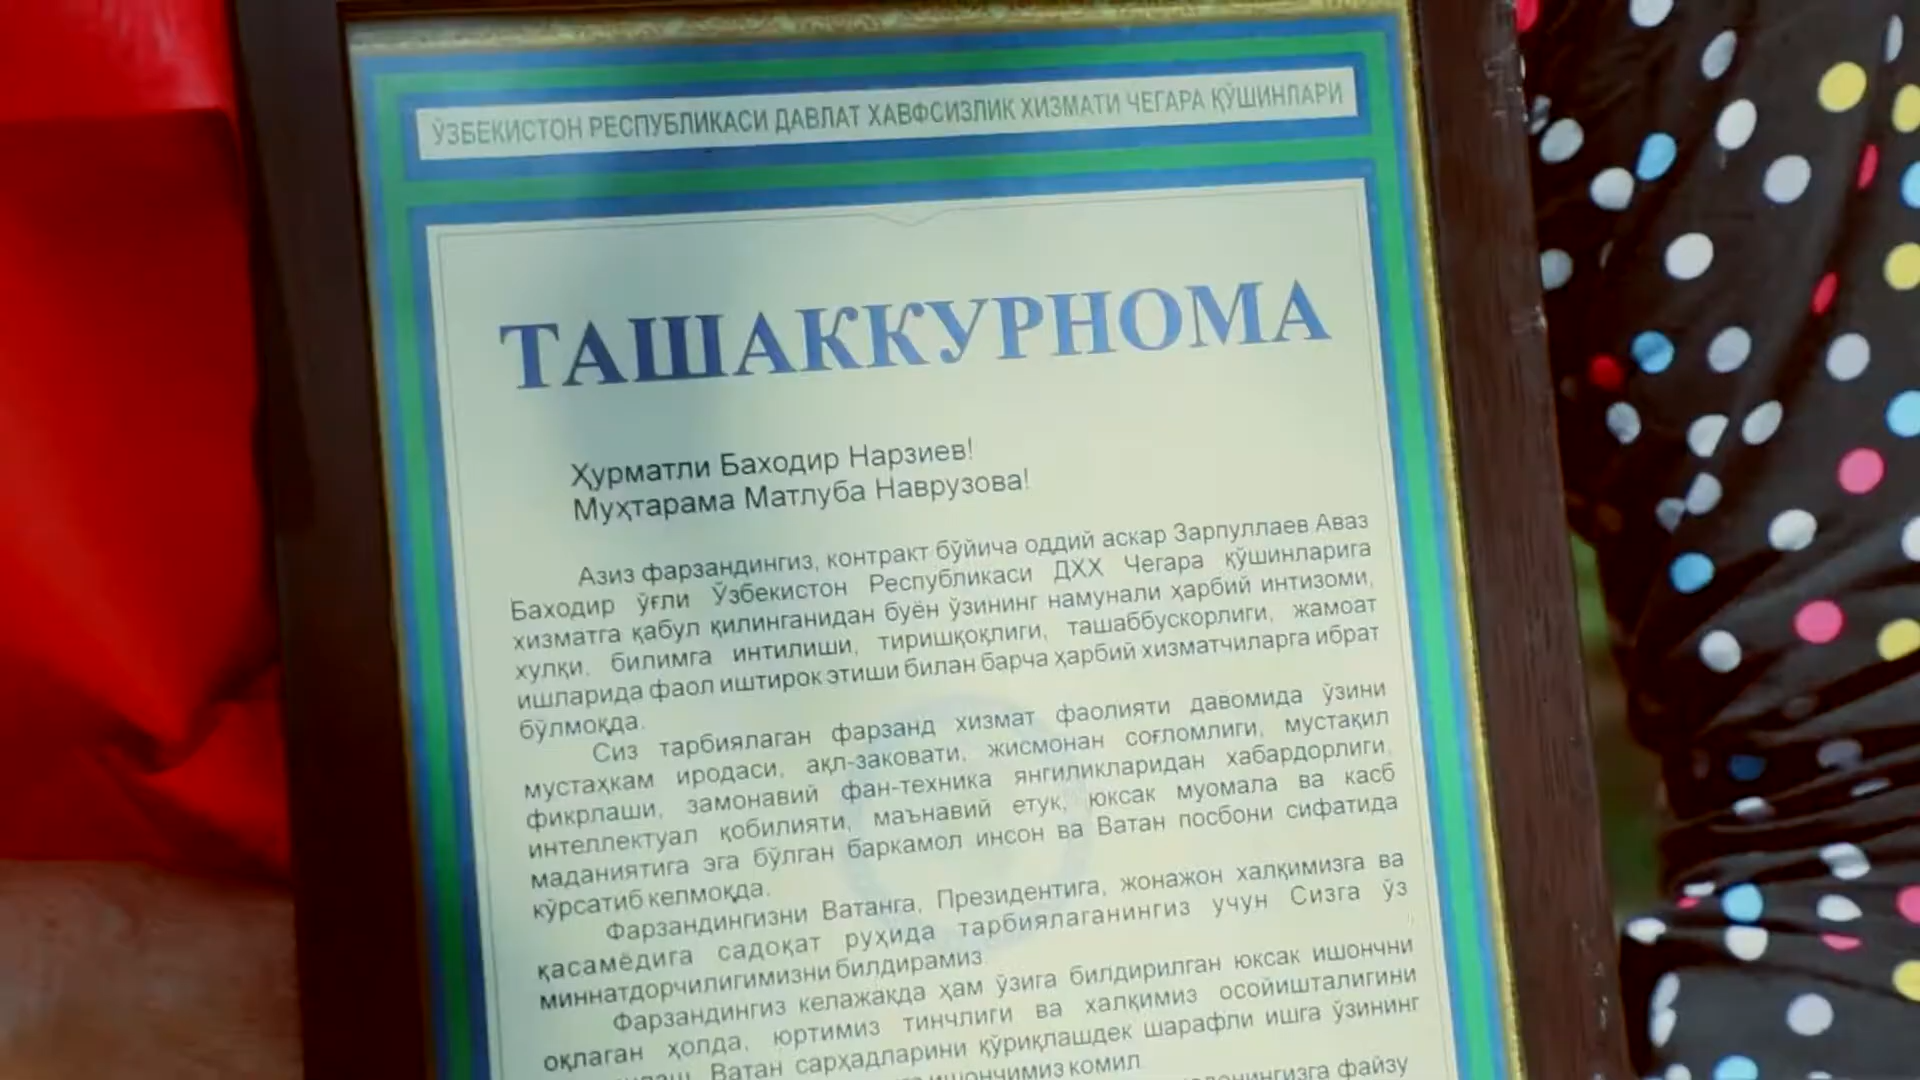 ЎЗБЕКИСТОН РЕСПУБЛИКАСИ ДАВЛАТ ХАВФСИЗЛИК ХИЗМАТИ ЧЕГАРА ҚЎШИНЛАРИ
ТАШАККУРНОМА
Ҳурматли Баходир Нарзиев!
Муҳтарама Матлуба Наврузова!
Азиз фарзандингиз, контракт бўйича оддий аскар Зарпуллаев Аваз
Баходир ўғли Ўзбекистон Республикаси ДХХ Чегара қўшинларига
хизматга қабул қилинганидан буён ўзининг намунали ҳарбий интизоми,
хулқи, билимга интилиши, тиришқоқлиги, ташаббускорлиги, жамоат
ишларида фаол иштирок этиши билан барча ҳарбий хизматчиларга ибрат
бўлмоқда.
Сиз тарбиялаган фарзанд хизмат фаолияти давомида ўзини
мустаҳкам иродаси, ақл-заковати, жисмонан соғломлиги, мустақил
фикрлаши, замонавий фан-техника янгиликларидан хабардорлиги,
интеллектуал қобилияти, маънавий етук, юксак муомала ва касб
маданиятига эга бўлган баркамол инсон ва Ватан посбони сифатида
кўрсатиб келмоқда.
Фарзандингизни Ватанга, Президентига, жонажон халқимизга ва
қасамёдига садоқат руҳида тарбиялаганингиз учун Сизга ўз
миннатдорчилигимизни билдирамиз.
Фарзандингиз келажакда ҳам ўзига билдирилган юксак ишончни
оқлаган ҳолда, юртимиз тинчлиги ва халқимиз осойишталигини
Ватан сарҳадларини қўриқлашдек шарафли ишга ўзининг
ишончимиз комил.
файзу